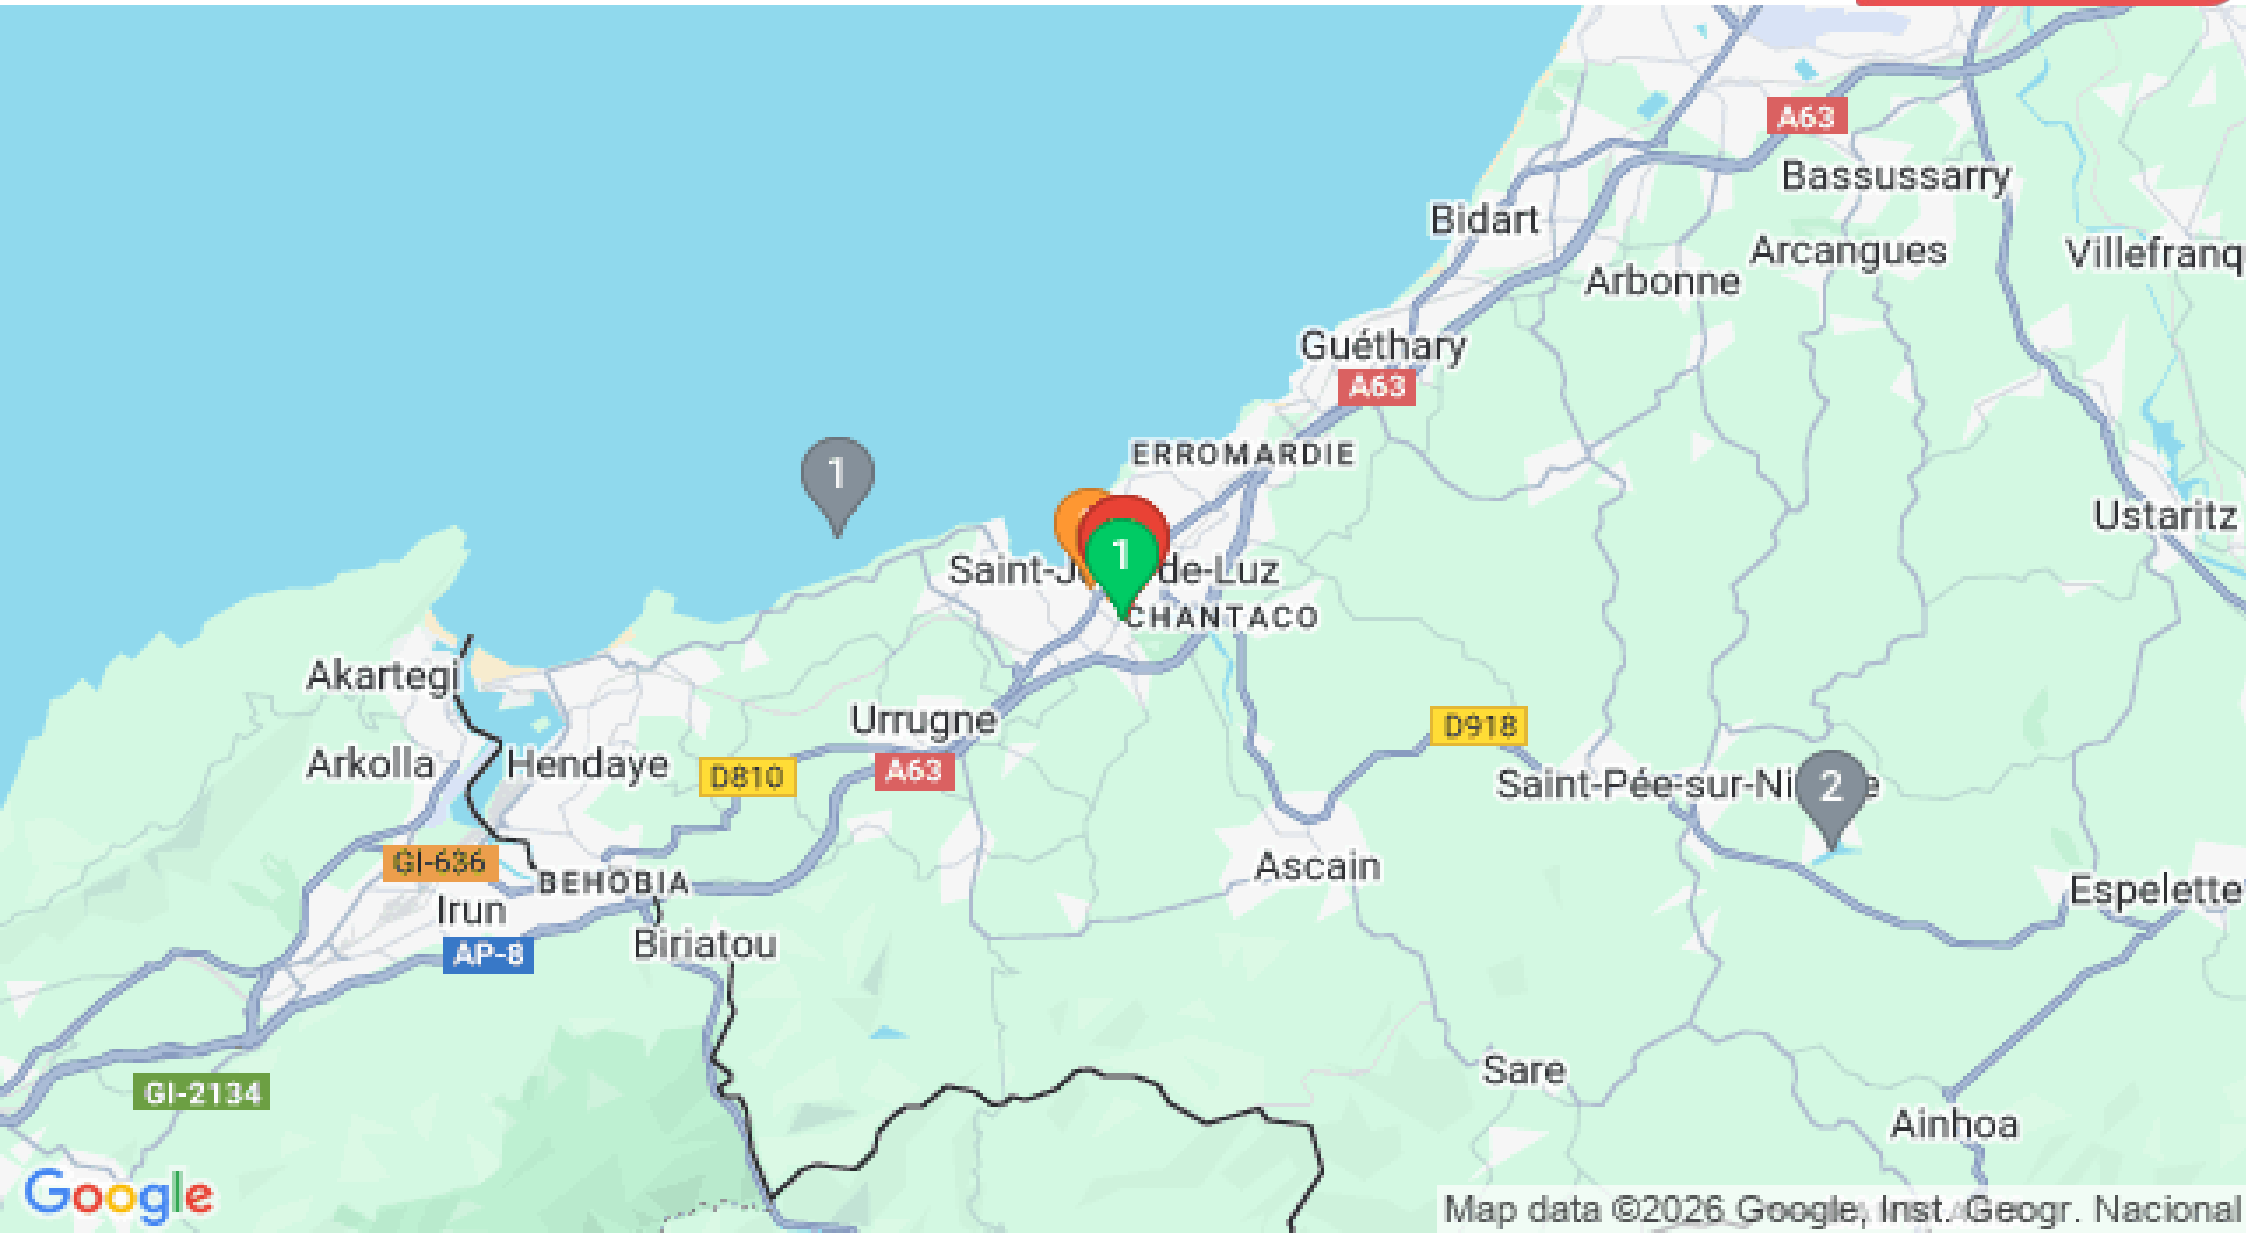 A63
Bassussarry
Bidart
Arcangues
Villefranq
Arbonne
Guéthary
A63
ERROMARDIE
1
1
Saint-J de-Luz
CHANTACO
Ustaritz
Akartegi
Urrugne
D918
Arkolla
Hendaye
D810
A63
Saint-Pée-sur-Ni e
2
GI-636
BEHOBIA
Ascain
Irun
Espelette
AP-8
Biriatou
Sare
GI-2134
Ainhoa
Google
Map data ©2026 Google, Inst. Geogr. Nacional